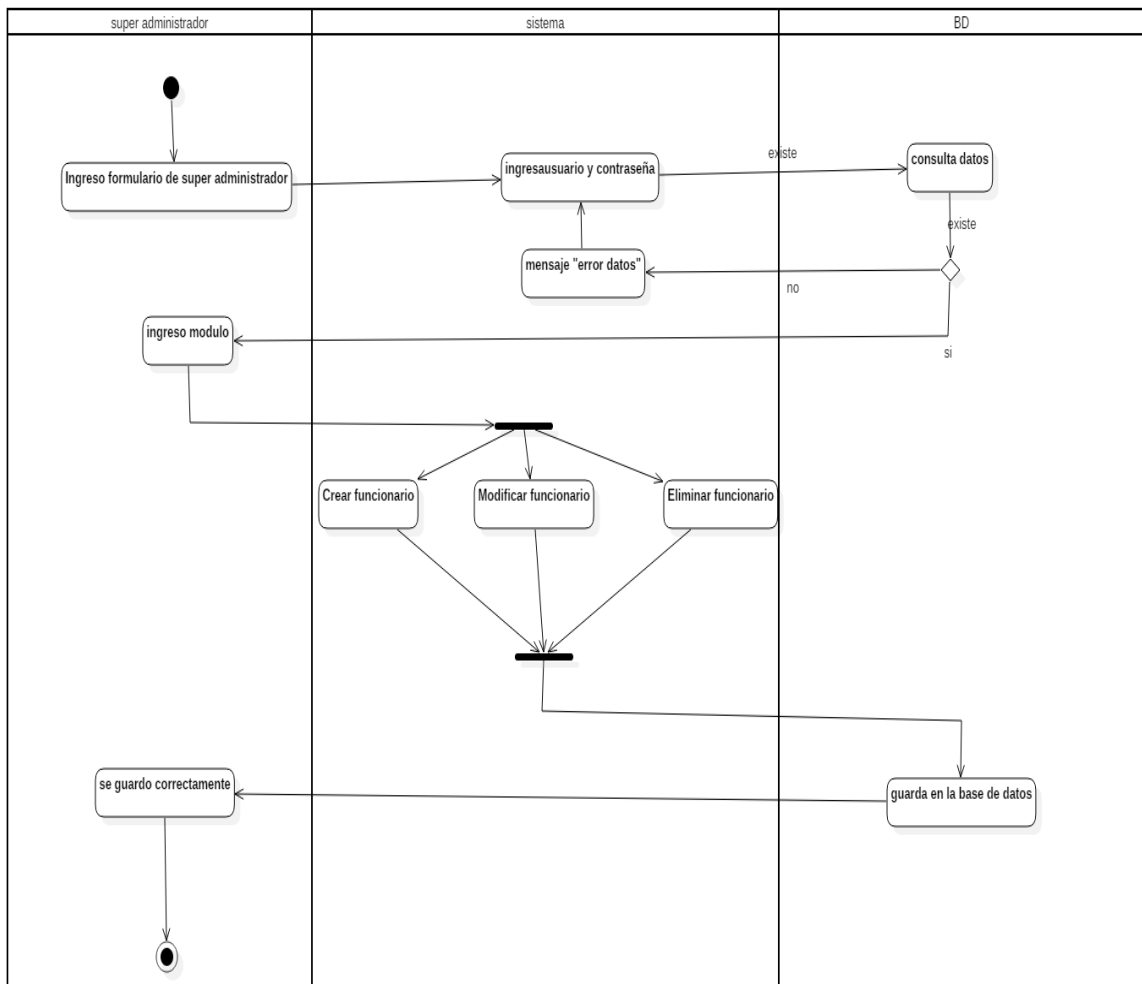 super administrador
sistema
BD
Ingreso formulario de super administrador
ingresausuario y contraseña
existe
consulta datos
existe
mensaje "error datos"
no
ingreso modulo
si
Crear funcionario
Modificar funcionario
Eliminar funcionario
se guardo correctamente
guarda en la base de datos